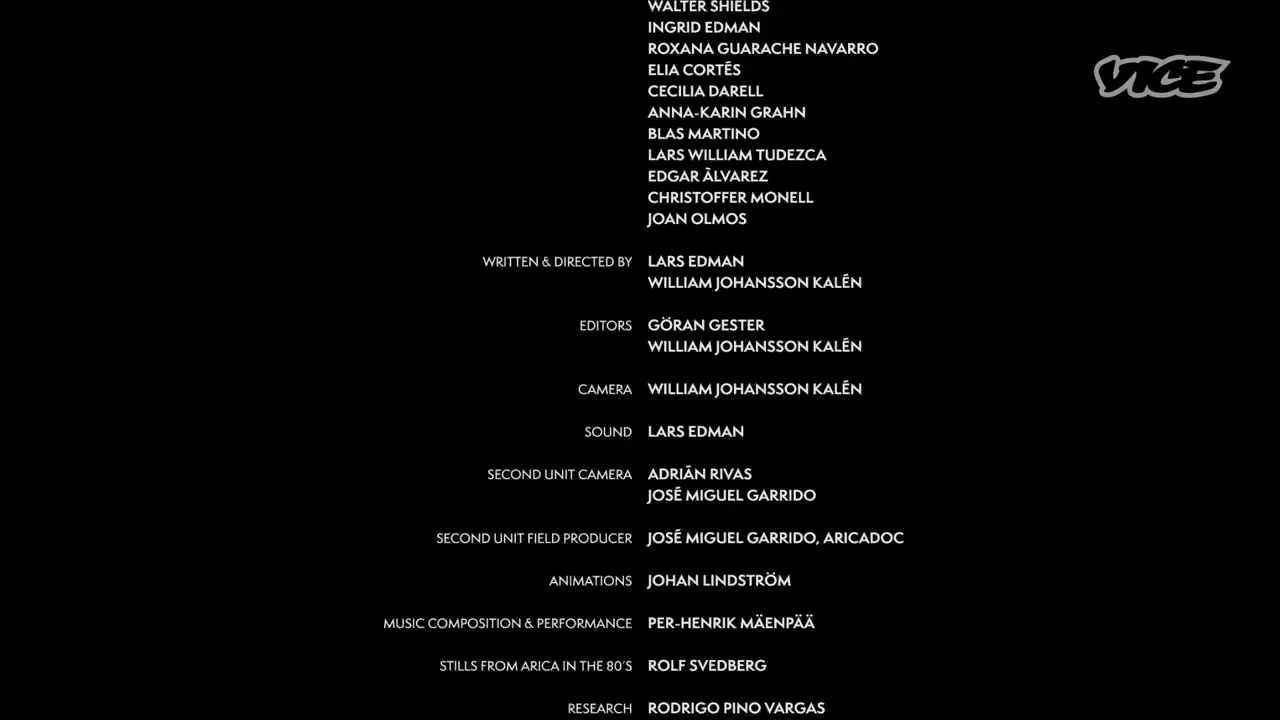 WALTER SHIELDS
INGRID EDMAN
ROXANA GUARACHE NAVARRO
ELIA CORTÉS
CECILIA DARELL
ANNA-KARIN GRAHN
BLAS MARTINO
LARS WILLIAM TUDEZCA
EDGAR ÀLVAREZ
CHRISTOFFER MONELL
JOAN OLMOS
WRITTEN & DIRECTED BY LARS EDMAN
WILLIAM JOHANSSON KALÉN
EDITORS GÖRAN GESTER
WILLIAM JOHANSSON KALÉN
CAMERA WILLIAM JOHANSSON KALÉN
SOUND LARS EDMAN
SECOND UNIT CAMERA ADRIÁN RIVAS
JOSÉ MIGUEL GARRIDO
SECOND UNIT FIELD PRODUCER JOSÉ MIGUEL GARRIDO, ARICADOC
ANIMATIONS JOHAN LINDSTRÖM
MUSIC COMPOSITION & PERFORMANCE PER-HENRIK MÄENPÄÄ
STILLS FROM ARICA IN THE 80´S ROLF SVEDBERG
RESEARCH RODRIGO PINO VARGAS
VICE